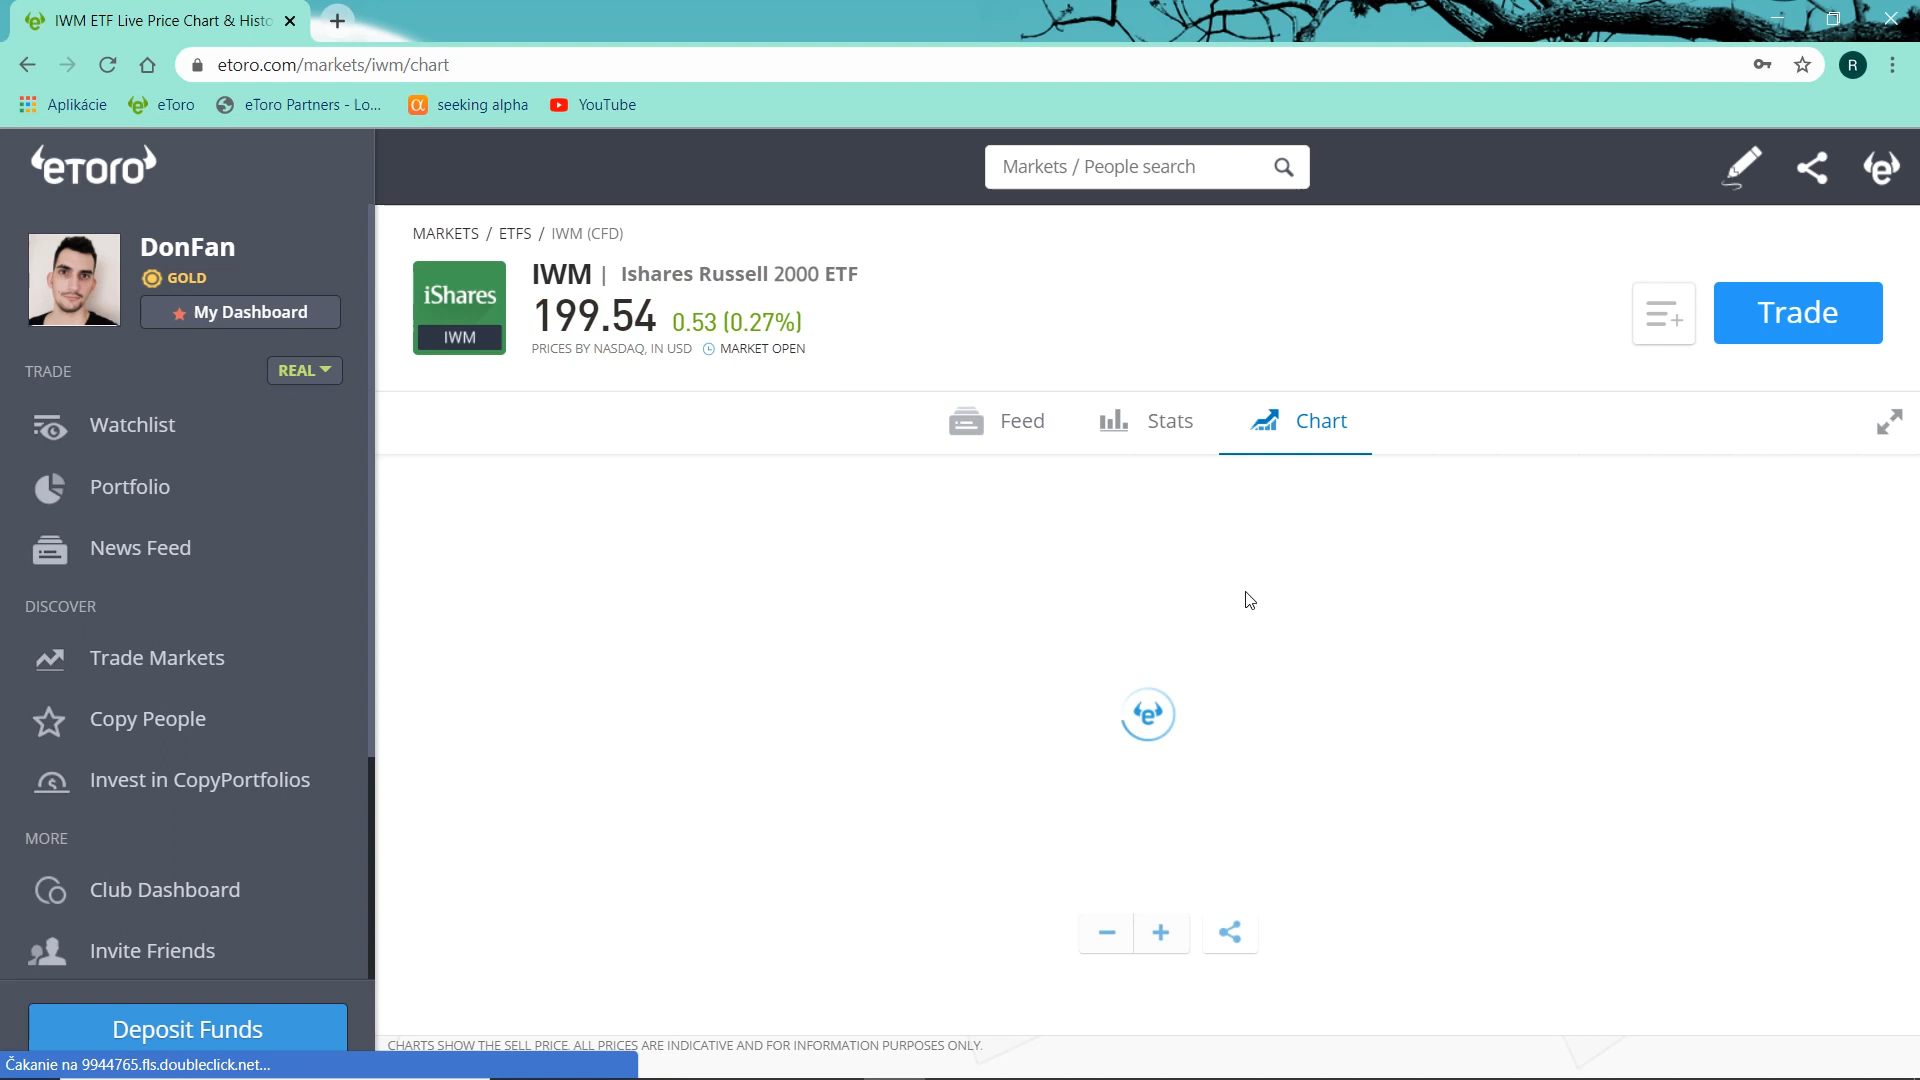 IWM ETF Live Price Chart & Histo
etoro.com/markets/iwm/chart
R
Aplikácie
eToro
eToro Partners - Lo...
seeking alpha
YouTube
eToro
Markets / People search
DonFan
GOLD
My Dashboard
TRADE
REAL
Watchlist
Portfolio
News Feed
DISCOVER
Trade Markets
Copy People
Invest in CopyPortfolios
MORE
Club Dashboard
Invite Friends
Deposit Funds
Čakanie na 9944765.fls.doubleclick.net...
MARKETS / ETFS / IWM (CFD)
iShares
IWM
IWM | Ishares Russell 2000 ETF
199.54 0.53 (0.27%)
PRICES BY NASDAQ, IN USD MARKET OPEN
Trade
Feed
Stats
Chart
CHARTS SHOW THE SELL PRICE. ALL PRICES ARE INDICATIVE AND FOR INFORMATION PURPOSES ONLY.